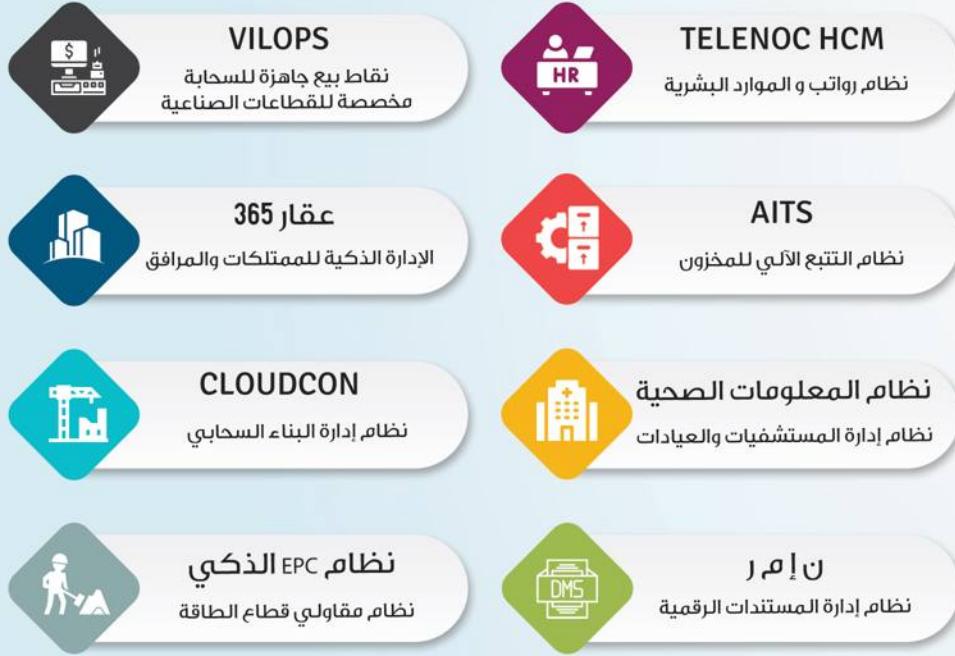 TELENOC HCM
نظام رواتب و الموارد البشرية
HR
VILOPS
نقاط بيع جاهزة للسحابة
مخصصة للقطاعات الصناعية
$
AITS
نظام التتبع الآلي للمخزون
عقار 365
الإدارة الذكية للممتلكات والمرافق
نظام المعلومات الصحية
نظام إدارة المستشفيات والعيادات
CLOUDCON
نظام إدارة البناء السحابي
ن إ م ر
نظام إدارة المستندات الرقمية
DMS
نظام EPC الذكي
نظام مقاولي قطاع الطاقة